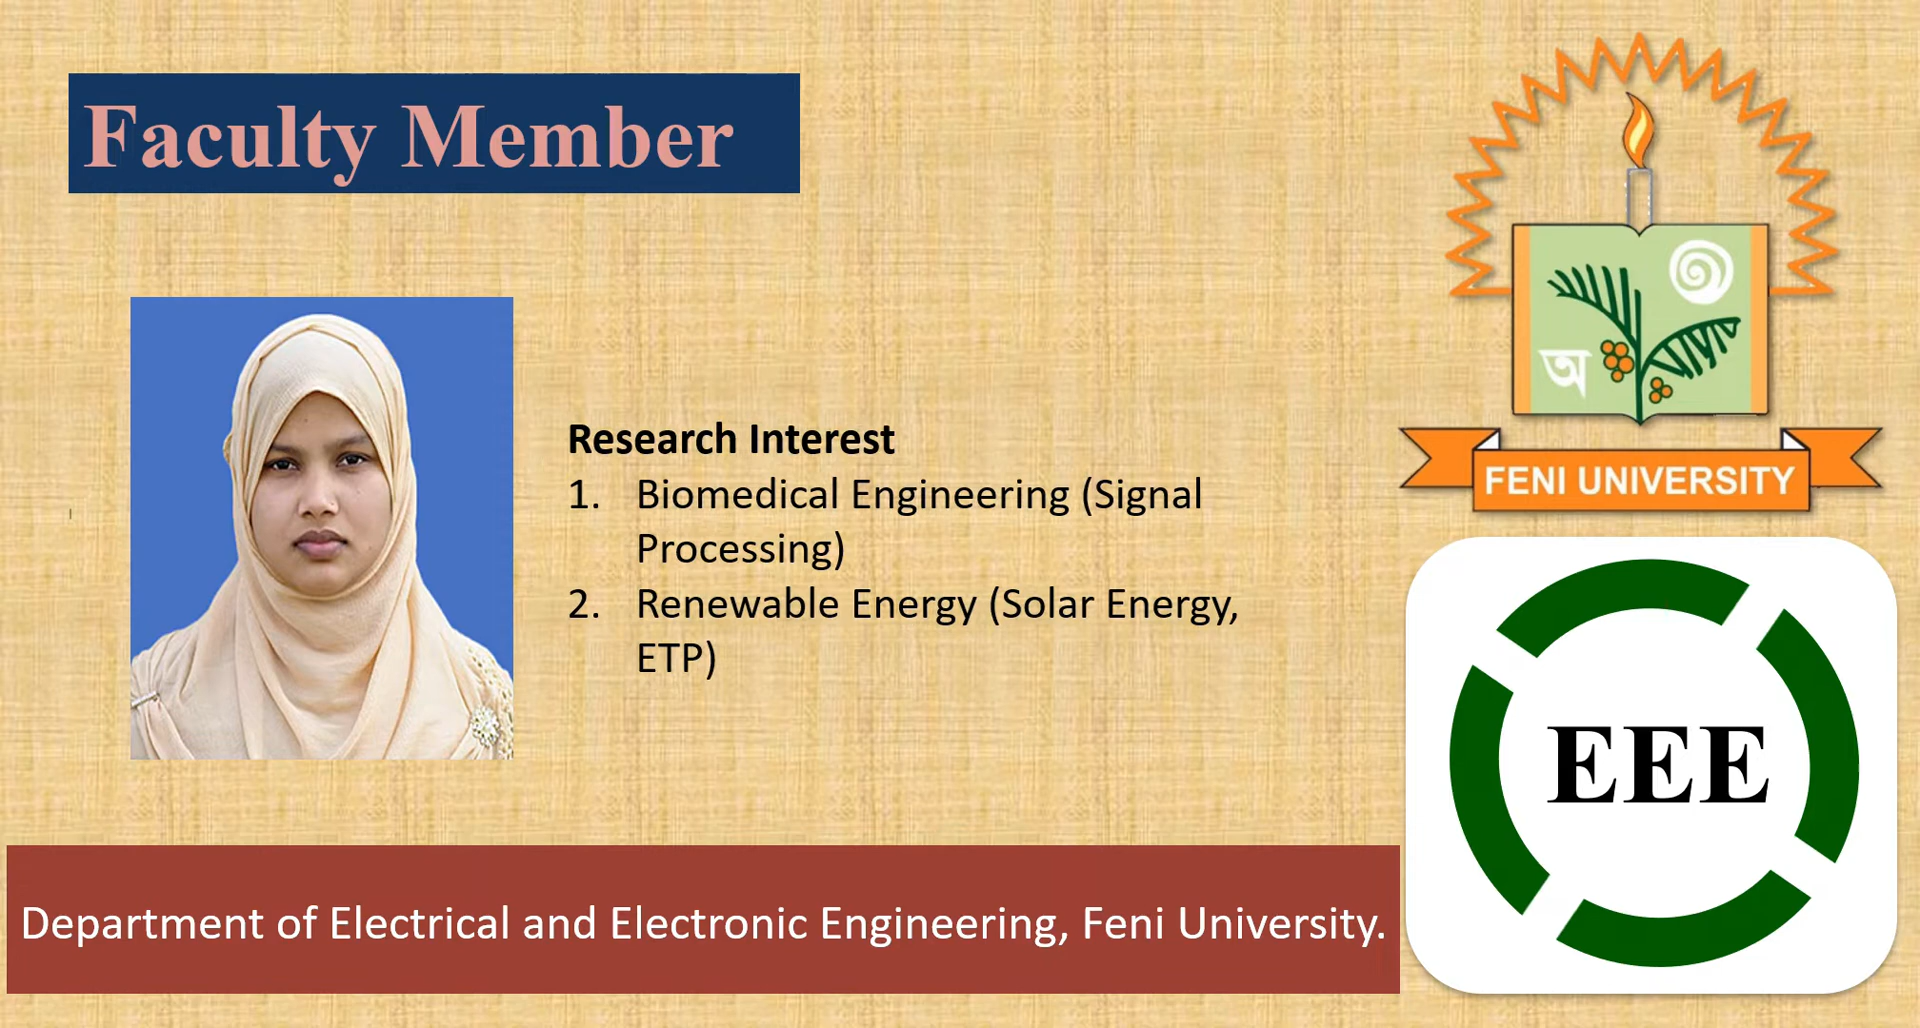 Faculty Member
Research Interest
1. Biomedical Engineering (Signal
Processing)
2. Renewable Energy (Solar Energy,
ETP)
অ
FENI UNIVERSITY
EEE
Department of Electrical and Electronic Engineering, Feni University.